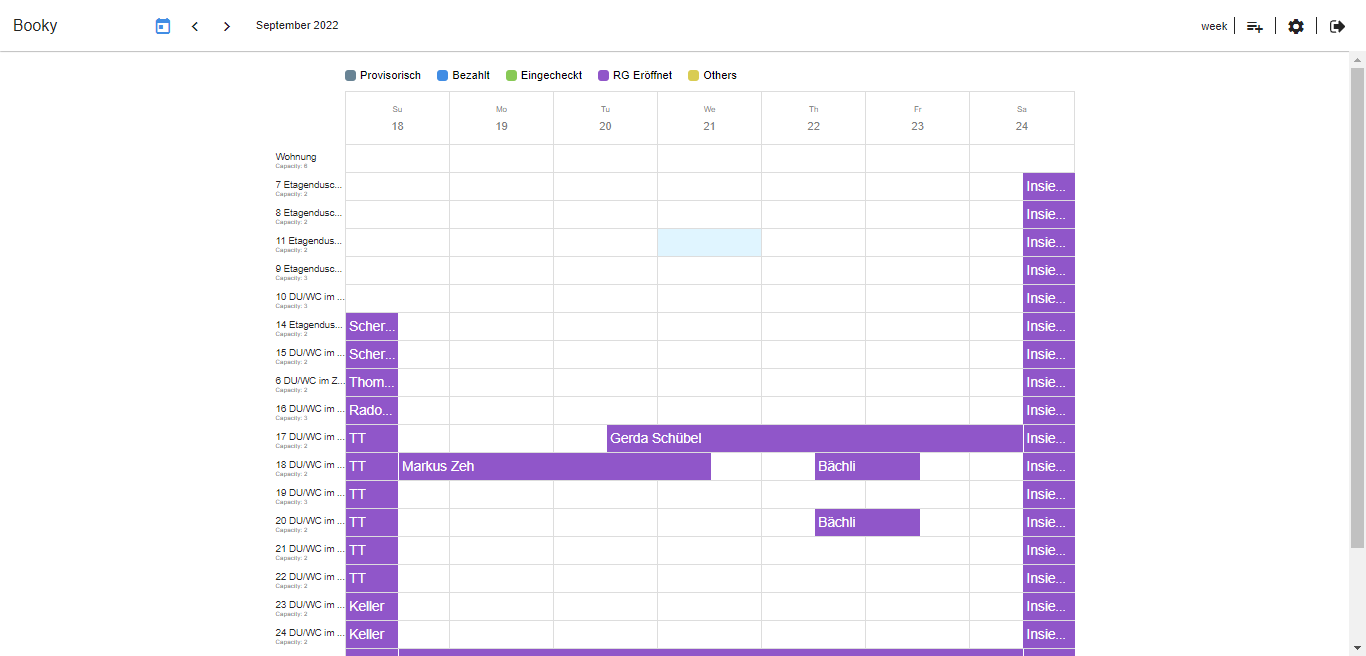 Booky
September 2022
week
Provisorisch Bezahlt Eingecheckt RG Eröffnet Others
Su Mo Tu We Th Fr Sa
18 19 20 21 22 23 24
Wohnung
Capacity: 6
7 Etagendusc... Insie...
Capacity: 2
8 Etagendusc... Insie...
Capacity: 2
11 Etagendus... Insie...
Capacity: 2
9 Etagendusc... Insie...
Capacity: 3
10 DU/WC im ... Insie...
Capacity: 3
14 Etagendus... Scher... Insie...
Capacity: 2
15 DU/WC im ... Scher... Insie...
Capacity: 2
6 DU/WC im Z... Thom... Insie...
Capacity: 2
16 DU/WC im ... Rado... Insie...
Capacity: 3
17 DU/WC im ... TT Gerda Schübel Insie...
Capacity: 2
18 DU/WC im ... TT Markus Zeh Bächli Insie...
Capacity: 2
19 DU/WC im ... TT Insie...
Capacity: 3
20 DU/WC im ... TT Bächli Insie...
Capacity: 2
21 DU/WC im ... TT Insie...
Capacity: 2
22 DU/WC im ... TT Insie...
Capacity: 2
23 DU/WC im ... Keller Insie...
Capacity: 2
24 DU/WC im ... Keller Insie...
Capacity: 2